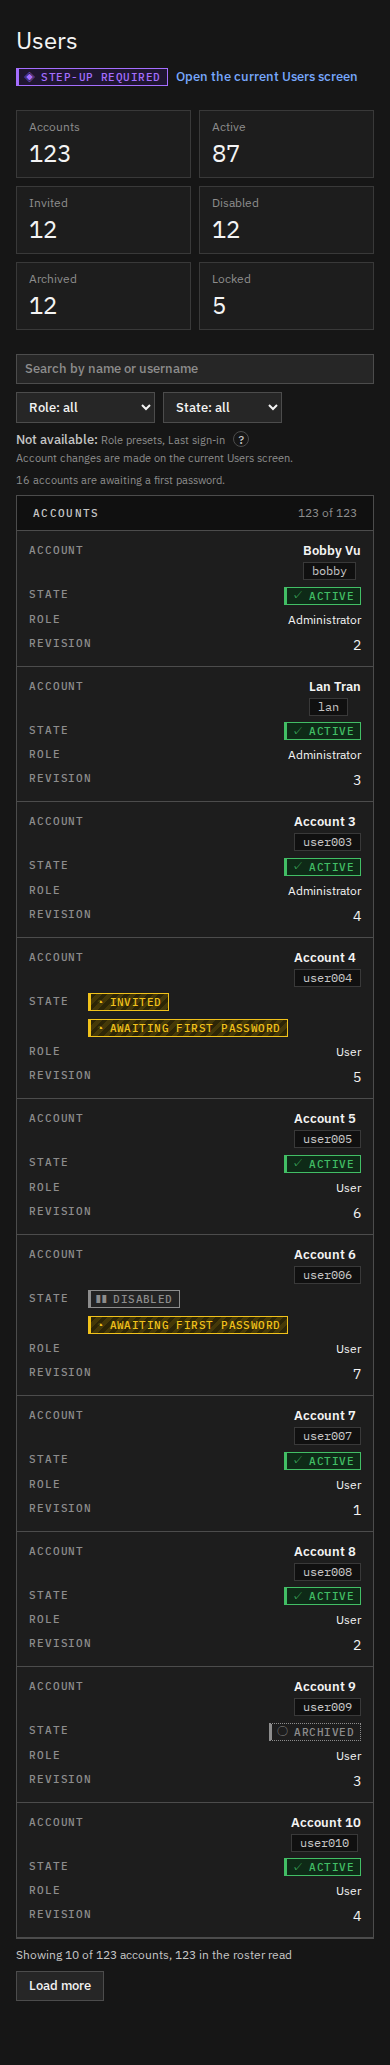 Users
STEP-UP REQUIRED Open the current Users screen
Accounts Active
123 87
Invited Disabled
12 12
Archived Locked
12 5
Search by name or username
Role: all State: all
Not available: Role presets, Last sign-in ?
Account changes are made on the current Users screen.
16 accounts are awaiting a first password.
ACCOUNTS 123 of 123
ACCOUNT Bobby Vu
bobby
STATE ✓ ACTIVE
ROLE Administrator
REVISION 2
ACCOUNT Lan Tran
lan
STATE ✓ ACTIVE
ROLE Administrator
REVISION 3
ACCOUNT Account 3
user003
STATE ✓ ACTIVE
ROLE Administrator
REVISION 4
ACCOUNT Account 4
user004
STATE INVITED
AWAITING FIRST PASSWORD
ROLE User
REVISION 5
ACCOUNT Account 5
user005
STATE ✓ ACTIVE
ROLE User
REVISION 6
ACCOUNT Account 6
user006
STATE DISABLED
AWAITING FIRST PASSWORD
ROLE User
REVISION 7
ACCOUNT Account 7
user007
STATE ✓ ACTIVE
ROLE User
REVISION 1
ACCOUNT Account 8
user008
STATE ✓ ACTIVE
ROLE User
REVISION 2
ACCOUNT Account 9
user009
STATE ARCHIVED
ROLE User
REVISION 3
ACCOUNT Account 10
user010
STATE ✓ ACTIVE
ROLE User
REVISION 4
Showing 10 of 123 accounts, 123 in the roster read
Load more